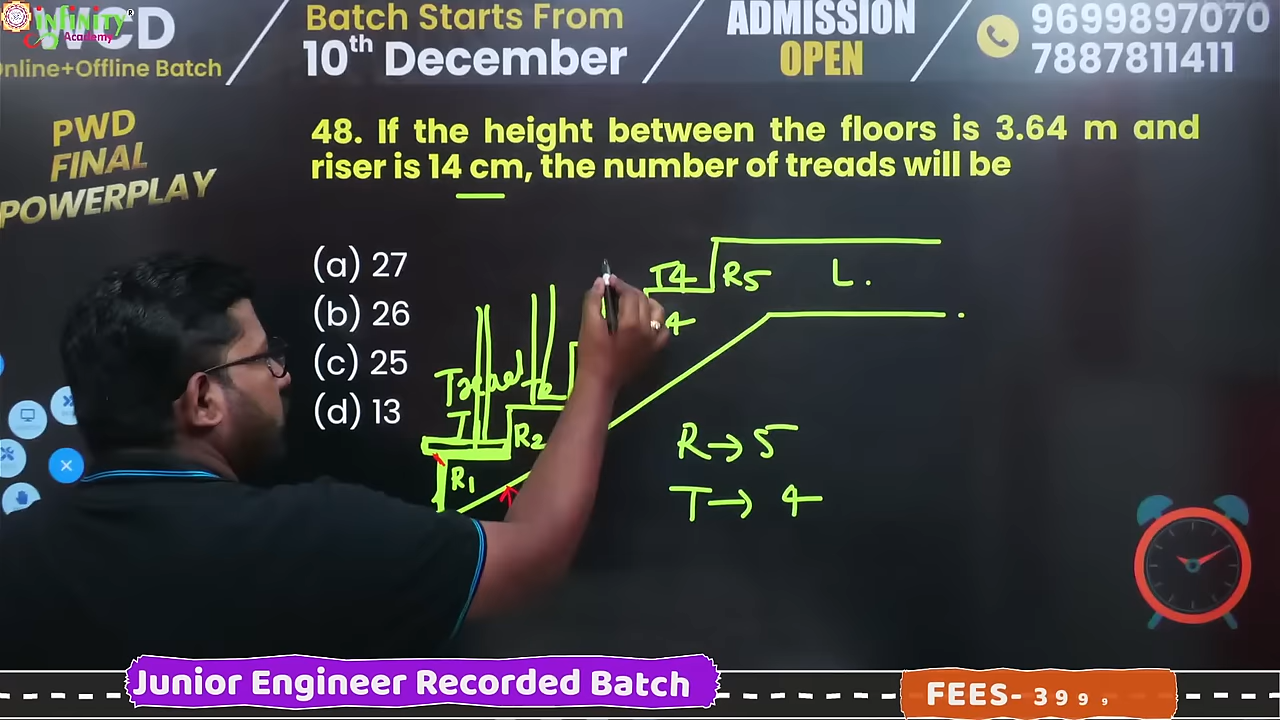 infinity
Academy
WCD
Online+Offline Batch
Batch Starts From
10th December
ADMISSION
OPEN
9699897070
7887811411
PWD
FINAL
POWERPLAY
48. If the height between the floors is 3.64 m and
riser is 14 cm, the number of treads will be
(a) 27
(b) 26
(c) 25
(d) 13
T4 R5 L.
4
Tread
T
R2
R1
R → 5
T → 4
Junior Engineer Recorded Batch
FEES- 3999